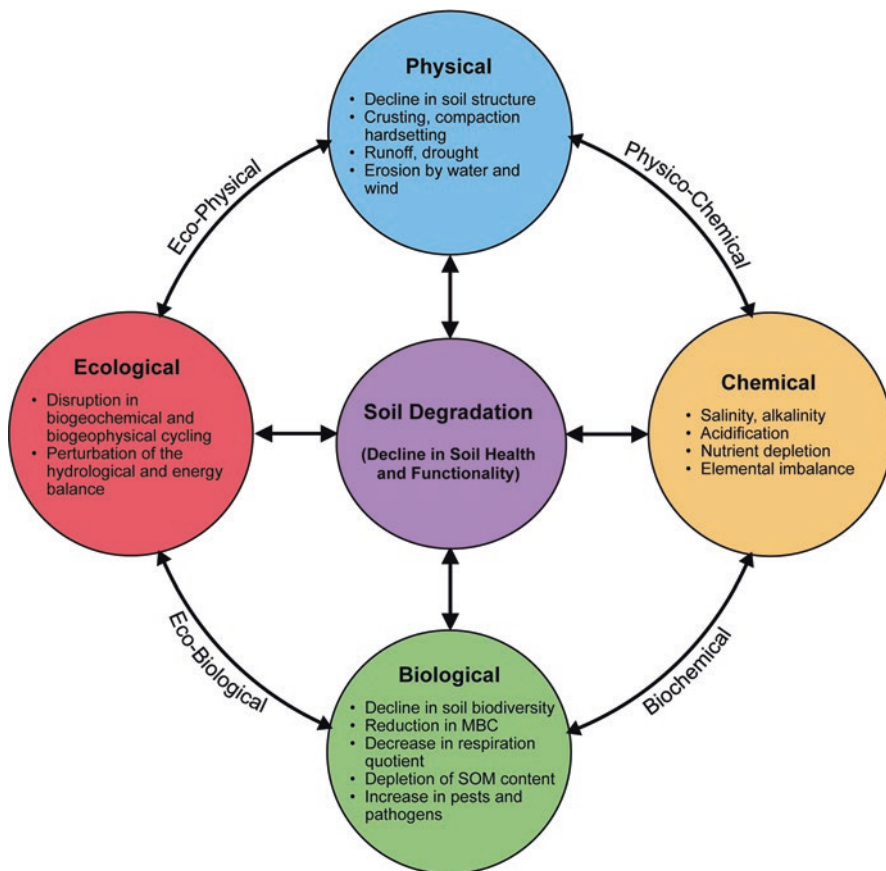 Physical
• Decline in soil structure
• Crusting, compaction
hardsetting
• Runoff, drought
• Erosion by water and
wind
Eco-Physical
Physico-Chemical
Ecological
• Disruption in
biogeochemical and
biogeophysical cycling
• Perturbation of the
hydrological and energy
balance
Soil Degradation
(Decline in Soil Health
and Functionality)
Chemical
• Salinity, alkalinity
• Acidification
• Nutrient depletion
• Elemental imbalance
Eco-Biological
Biochemical
Biological
• Decline in soil biodiversity
• Reduction in MBC
• Decrease in respiration
quotient
• Depletion of SOM content
• Increase in pests and
pathogens